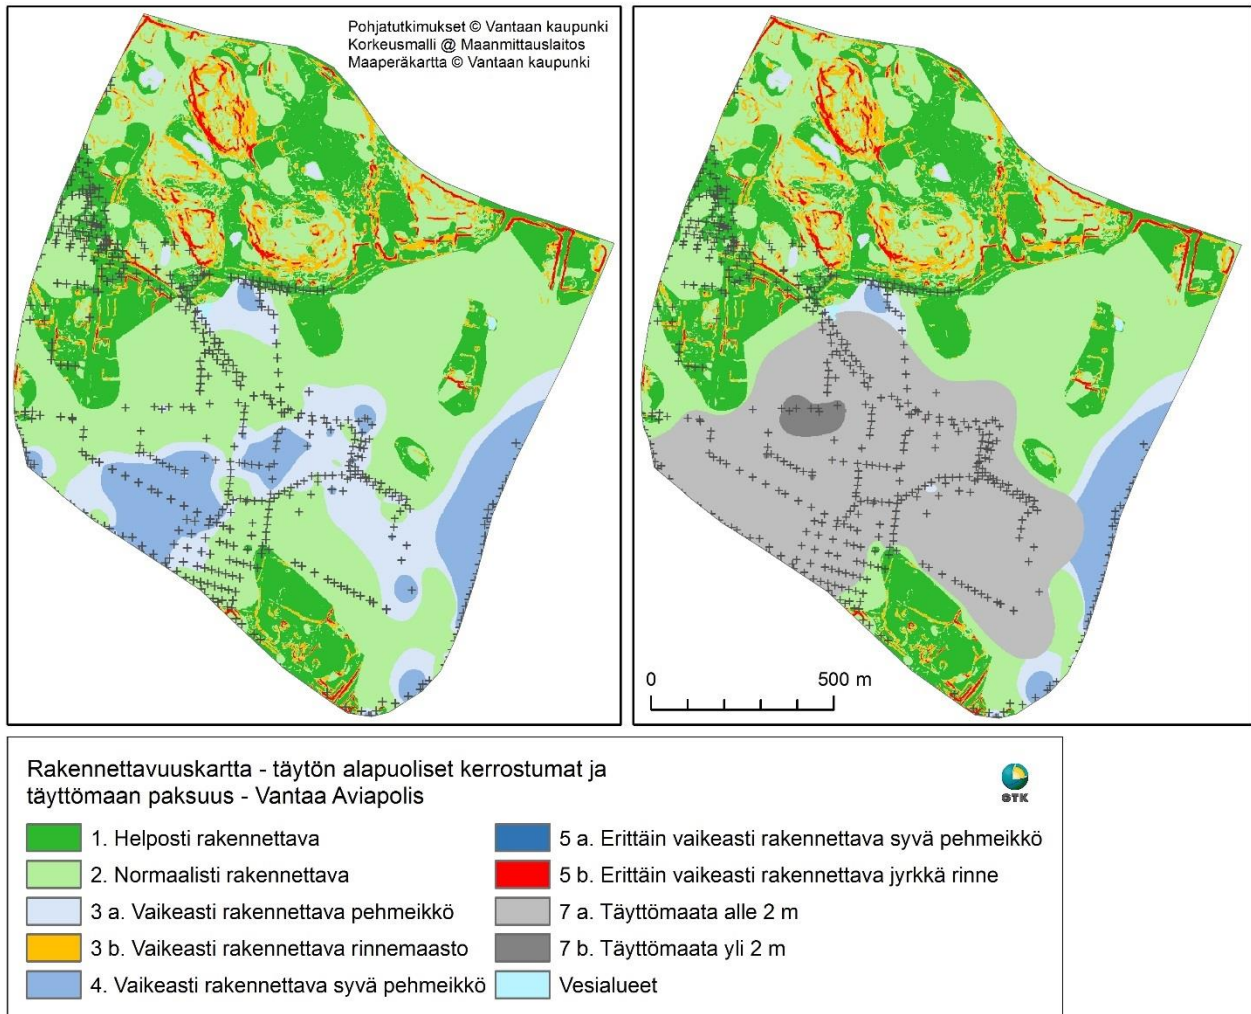 Pohjatutkimukset © Vantaan kaupunki
Korkeusmalli @ Maanmittauslaitos
Maaperäkartta © Vantaan kaupunki
0 500 m
Rakennettavuuskartta - täytön alapuoliset kerrostumat ja
täyttömaan paksuus - Vantaa Aviapolis
GTK
1. Helposti rakennettava
2. Normaalisti rakennettava
3 a. Vaikeasti rakennettava pehmeikkö
3 b. Vaikeasti rakennettava rinnemaasto
4. Vaikeasti rakennettava syvä pehmeikkö
5 a. Erittäin vaikeasti rakennettava syvä pehmeikkö
5 b. Erittäin vaikeasti rakennettava jyrkkä rinne
7 a. Täyttömaata alle 2 m
7 b. Täyttömaata yli 2 m
Vesialueet